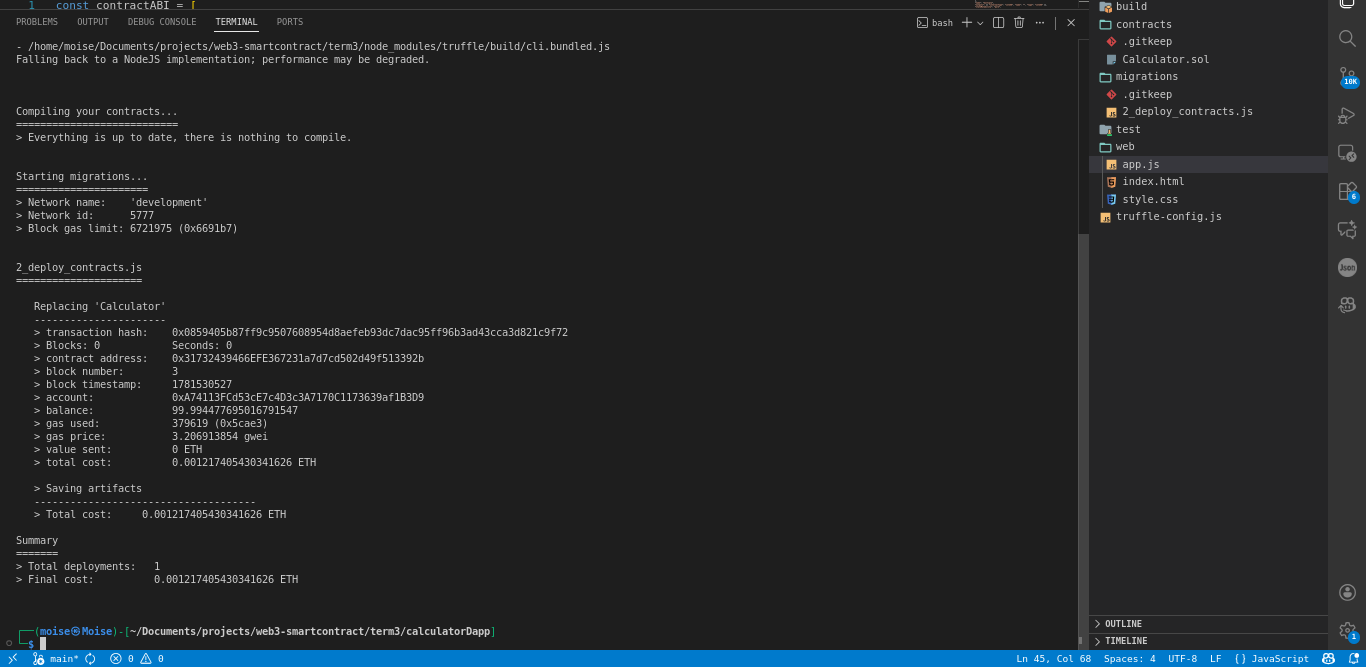 1 const contractABI = [
PROBLEMS OUTPUT DEBUG CONSOLE TERMINAL PORTS
bash
- /home/moise/Documents/projects/web3-smartcontract/term3/node_modules/truffle/build/cli.bundled.js
Falling back to a NodeJS implementation; performance may be degraded.
Compiling your contracts...
===========================
> Everything is up to date, there is nothing to compile.
Starting migrations...
======================
> Network name:    'development'
> Network id:      5777
> Block gas limit: 6721975 (0x6691b7)
2_deploy_contracts.js
=====================
Replacing 'Calculator'
----------------------
> transaction hash:    0x0859405b87ff9c9507608954d8aefeb93dc7dac95ff96b3ad43cca3d821c9f72
> Blocks: 0            Seconds: 0
> contract address:    0x31732439466EFE367231a7d7cd502d49f513392b
> block number:        3
> block timestamp:     1781530527
> account:             0xA74113FCd53cE7c4D3c3A7170C1173639af1B3D9
> balance:             99.994477695016791547
> gas used:            379619 (0x5cae3)
> gas price:           3.206913854 gwei
> value sent:          0 ETH
> total cost:          0.001217405430341626 ETH
> Saving artifacts
-------------------------------------
> Total cost:     0.001217405430341626 ETH
Summary
=======
> Total deployments:   1
> Final cost:          0.001217405430341626 ETH
┌──(moise㉿Moise)-[~/Documents/projects/web3-smartcontract/term3/calculatorDapp]
└─$
build
contracts
.gitkeep
Calculator.sol
migrations
.gitkeep
2_deploy_contracts.js
test
web
app.js
index.html
style.css
truffle-config.js
OUTLINE
TIMELINE
10K
6
Json
1
main* 0 0
Ln 45, Col 68 Spaces: 4 UTF-8 LF {} JavaScript